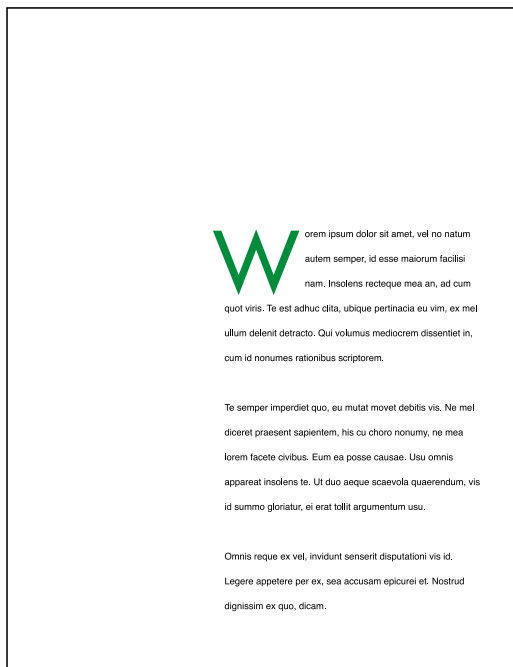 Worem ipsum dolor sit amet, vel no natum
autem semper, id esse maiorum facilisi
nam. Insolens recteque mea an, ad cum
quot viris. Te est adhuc clita, ubique pertinacia eu vim, ex mel
ullum delenit detracto. Qui volumus mediocrem dissentiet in,
cum id nonumes rationibus scriptorem.
Te semper imperdiet quo, eu mutat movet debitis vis. Ne mel
diceret praesent sapientem, his cu choro nonumy, ne mea
lorem facete civibus. Eum ea posse causae. Usu omnis
appareat insolens te. Ut duo aeque scaevola quaerendum, vis
id summo gloriatur, ei erat tollit argumentum usu.
Omnis reque ex vel, invidunt senserit disputationi vis id.
Legere appetere per ex, sea accusam epicurei et. Nostrud
dignissim ex quo, dicam.